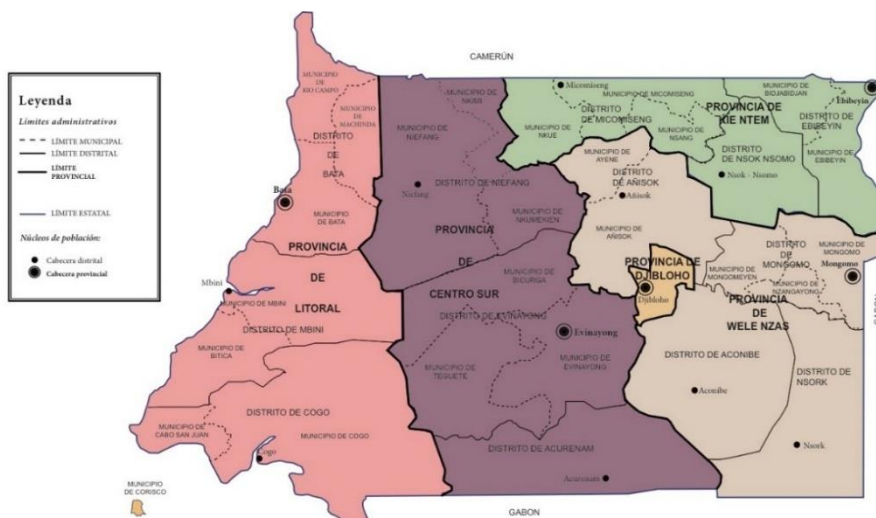 CAMERÚN
Leyenda
Límites administrativos
LÍMITE MUNICIPAL
LÍMITE DISTRITAL
LÍMITE
PROVINCIAL
LÍMITE ESTATAL
Núcleos de población:
Cabecera distrital
Cabecera provincial
MUNICIPIO
DE
RIO CAMPO
MUNICIPIO
DE
MACHINDA
DISTRITO
DE
BATA
Bata
MUNICIPIO
DE BATA
PROVINCIA
DE
LITORAL
Mbini
MUNICIPIO DE MBINI
DISTRITO DE MBINI
MUNICIPIO DE
BITICA
DISTRITO DE COGO
MUNICIPIO DE
CABO SAN JUAN
MUNICIPIO DE COGO
Cogo
MUNICIPIO
DE CORISCO
MUNICIPIO DE
MUNICIPIO DE
NIEFANG
DISTRITO DE NIEFANG
Niefang
MUNICIPIO DE
NKUMEKIEN
PROVINCIA
DE
CENTRO SUR
MUNICIPIO DE
BICURGA
DISTRITO DE EVINAYONG
Evinayong
MUNICIPIO DE
TEGUETE
MUNICIPIO DE
EVINAYONG
DISTRITO DE ACURENAM
Acurenam
Micomiseng
MUNICIPIO DE MICOMISENG
DISTRITO
DE MICOMISENG
MUNICIPIO
DE NKUE
MUNICIPIO
DE NSANG
PROVINCIA DE
KIE NTEM
MUNICIPIO DE
BIDJABIDJAN
Ebibeyin
DISTRITO DE
EBIBEYIN
MUNICIPIO DE
EBIBEYIN
DISTRITO
DE NSOK NSOMO
Nsok - Nsomo
MUNICIPIO DE
AYENE
DISTRITO
DE AÑISOK
Añisok
MUNICIPIO DE
AÑISOK
PROVINCIA DE
DJIBLOHO
Djibloho
DISTRITO
DE
MONGOMO
MUNICIPIO DE
MONGOMO
Mongomo
MUNICIPIO DE
MONGOMEYEN
MUNICIPIO DE
NZANGAYONG
PROVINCIA
DE
WELE NZAS
DISTRITO DE ACONIBE
Aconibe
DISTRITO DE
NSORK
Nsork
GABON
GABON